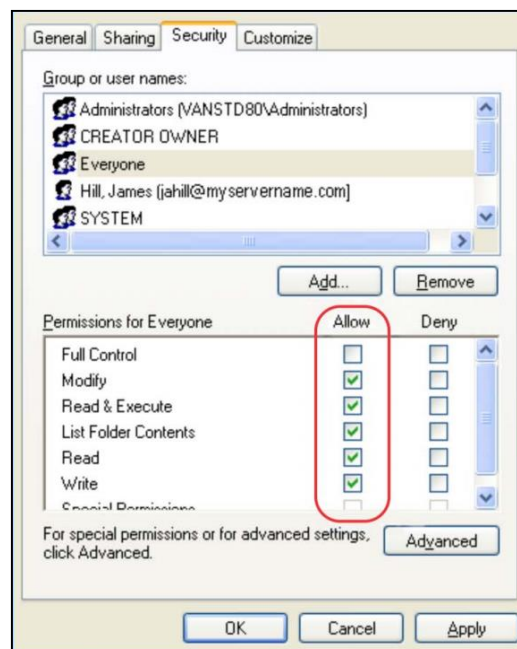 General Sharing Security Customize
Group or user names:
Administrators (VANSTD80\Administrators)
CREATOR OWNER
Everyone
Hill, James (jahill@myservername.com]
SYSTEM
Add... Remove
Permissions for Everyone Allow Deny
Full Control
Modify
Read & Execute
List Folder Contents
Read
Write
Special Permissions
For special permissions or for advanced settings, Advanced
click Advanced.
OK Cancel Apply